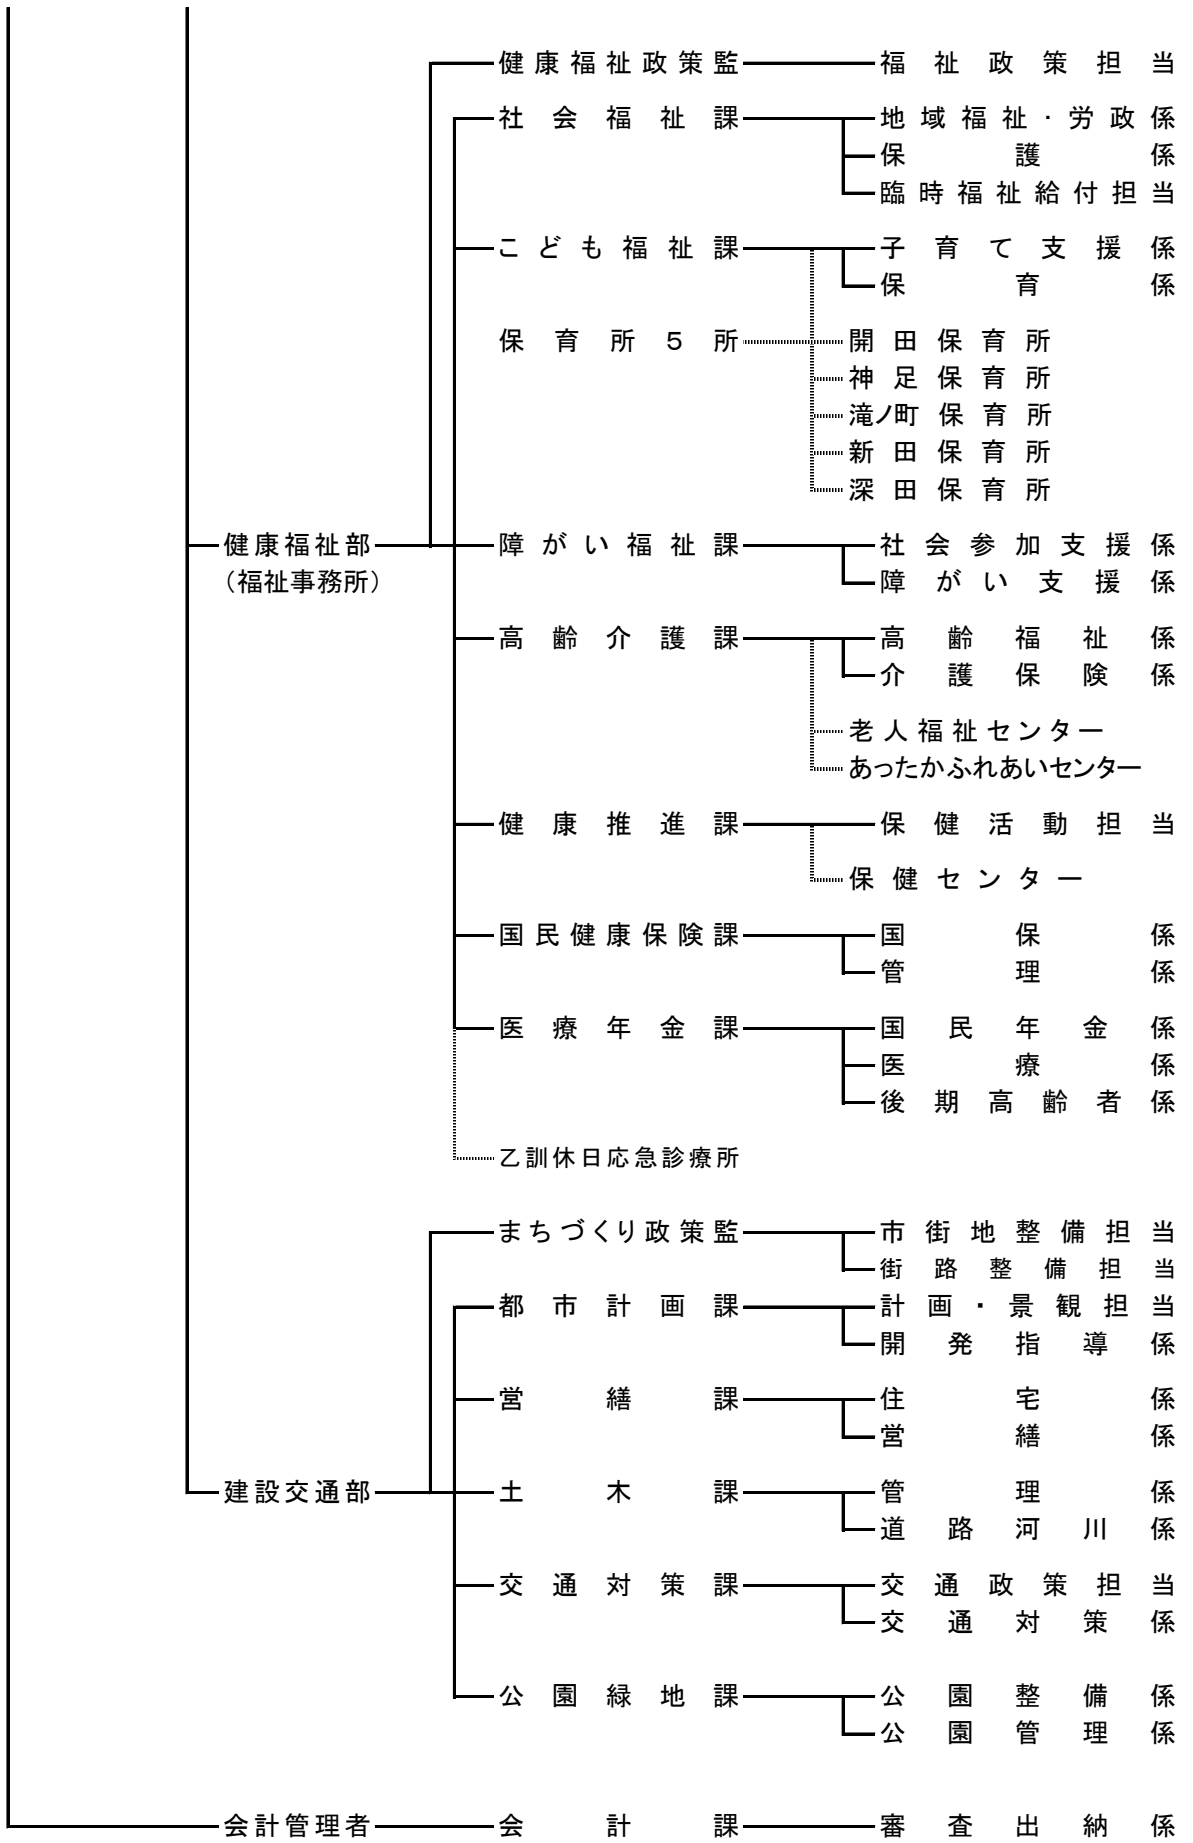 健康福祉政策監 福祉政策担当
社会福祉課 地域福祉・労政係
保護係
臨時福祉給付担当
こども福祉課 子育て支援係
保育係
保育所５所 開田保育所
神足保育所
滝ノ町保育所
新田保育所
深田保育所
健康福祉部 障がい福祉課 社会参加支援係
（福祉事務所） 障がい支援係
高齢介護課 高齢福祉係
介護保険係
老人福祉センター
あったかふれあいセンター
健康推進課 保健活動担当
保健センター
国民健康保険課 国保係
管理係
医療年金課 国民年金係
医療係
後期高齢者係
乙訓休日応急診療所
まちづくり政策監 市街地整備担当
街路整備担当
都市計画課 計画・景観担当
開発指導係
営繕課 住宅係
営繕係
建設交通部 土木課 管理係
道路河川係
交通対策課 交通政策担当
交通対策係
公園緑地課 公園整備係
公園管理係
会計管理者 会計課 審査出納係